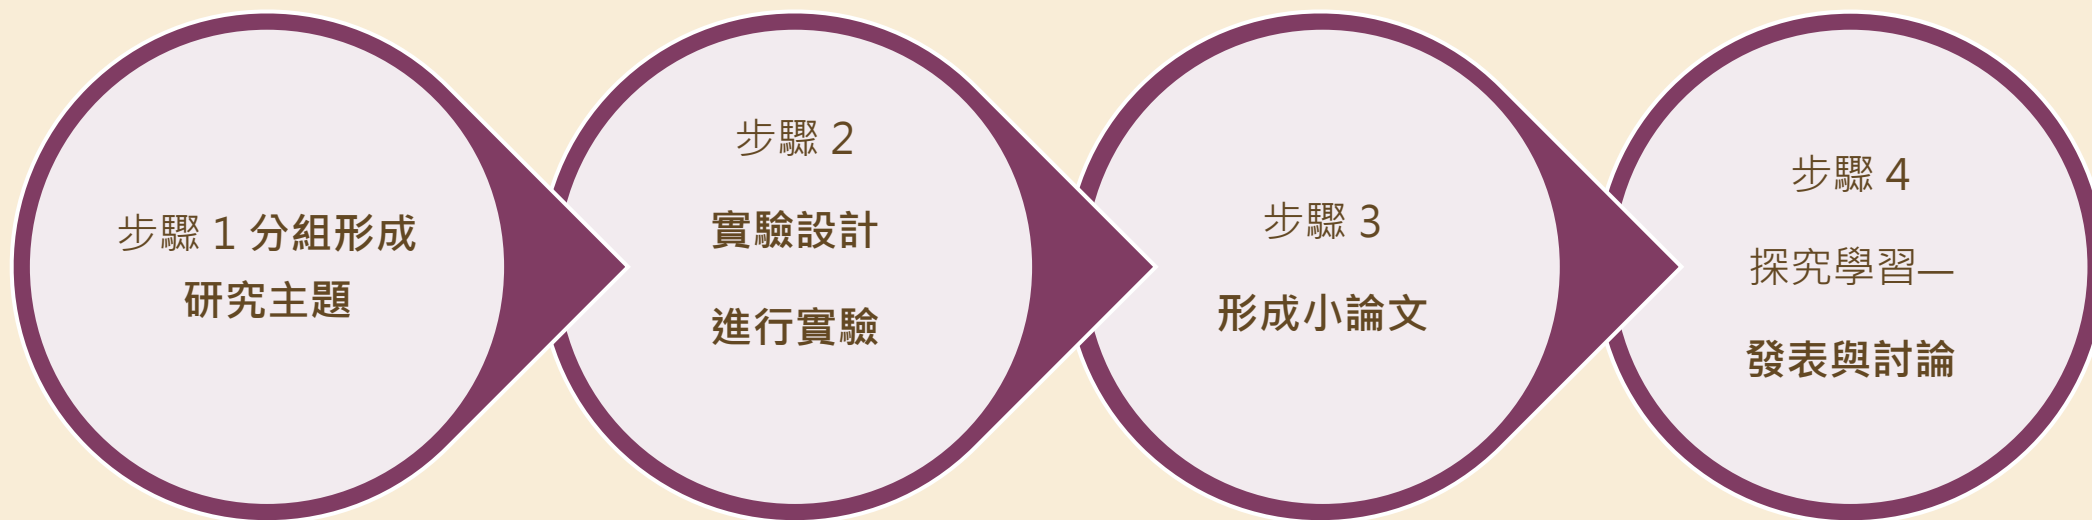 步驟 1 分組形成
研究主題
步驟 2
實驗設計
進行實驗
步驟 3
形成小論文
步驟 4
探究學習—
發表與討論